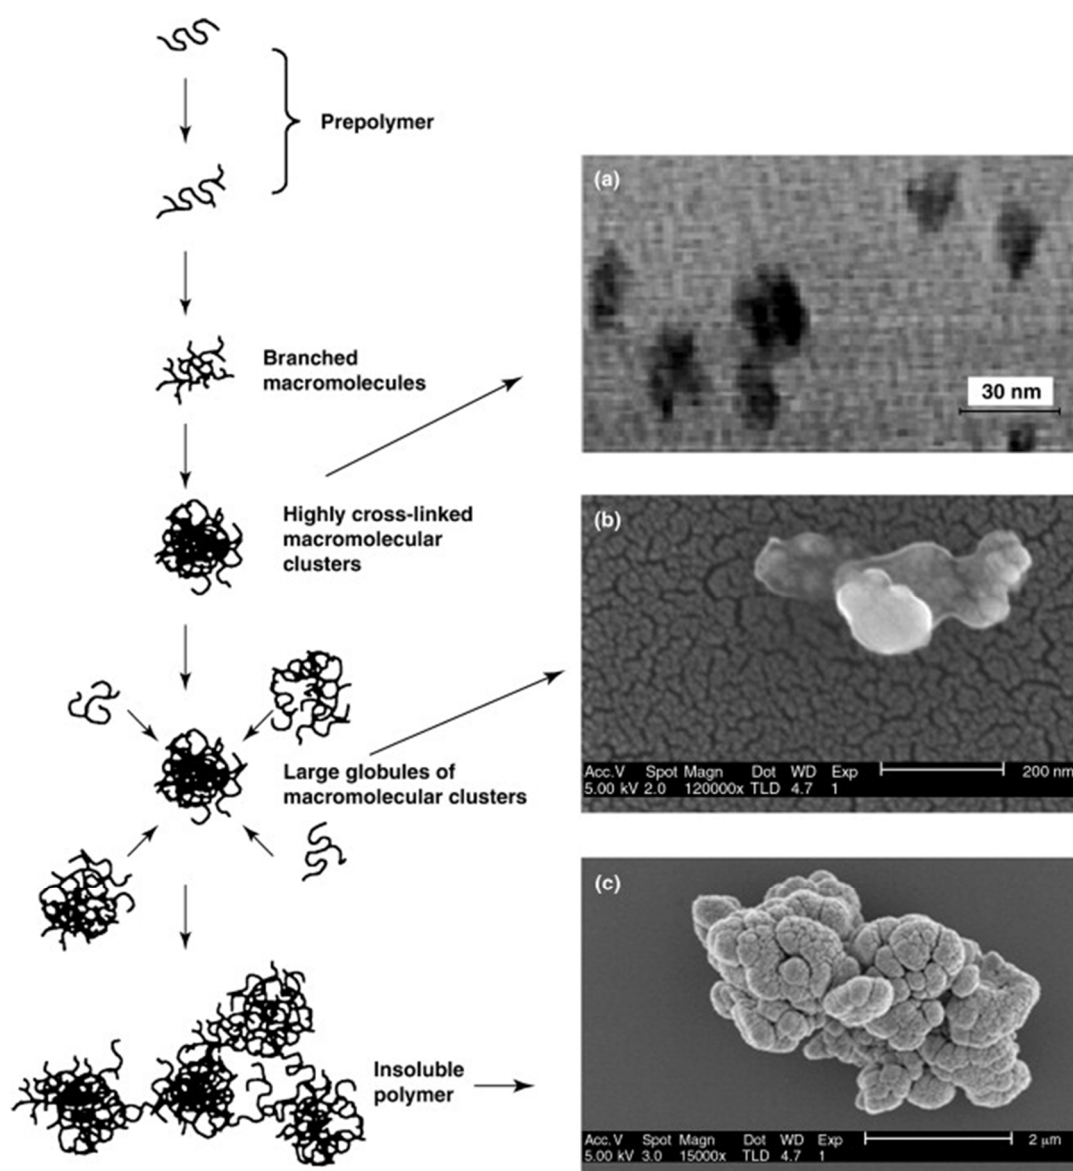 Prepolymer
Branched
macromolecules
Highly cross-linked
macromolecular
clusters
Large globules of
macromolecular clusters
Insoluble
polymer
(a)
30 nm
(b)
Acc.V Spot Magn Dot WD Exp 200 nm
5.00 kV 2.0 120000x TLD 4.7 1
(c)
Acc.V Spot Magn Dot WD Exp 2 μm
5.00 kV 3.0 15000x TLD 4.7 1